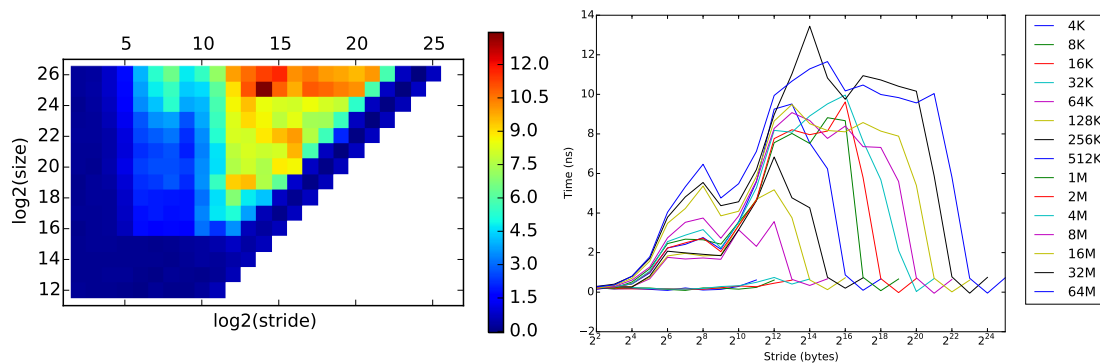 5 10 15 20 25
26
24
22
20
18
16
14
12
log2(size)
log2(stride)
12.0
10.5
9.0
7.5
6.0
4.5
3.0
1.5
0.0
14
12
10
8
6
4
2
0
−2
Time (ns)
2^2 2^4 2^6 2^8 2^10 2^12 2^14 2^16 2^18 2^20 2^22 2^24
Stride (bytes)
4K
8K
16K
32K
64K
128K
256K
512K
1M
2M
4M
8M
16M
32M
64M